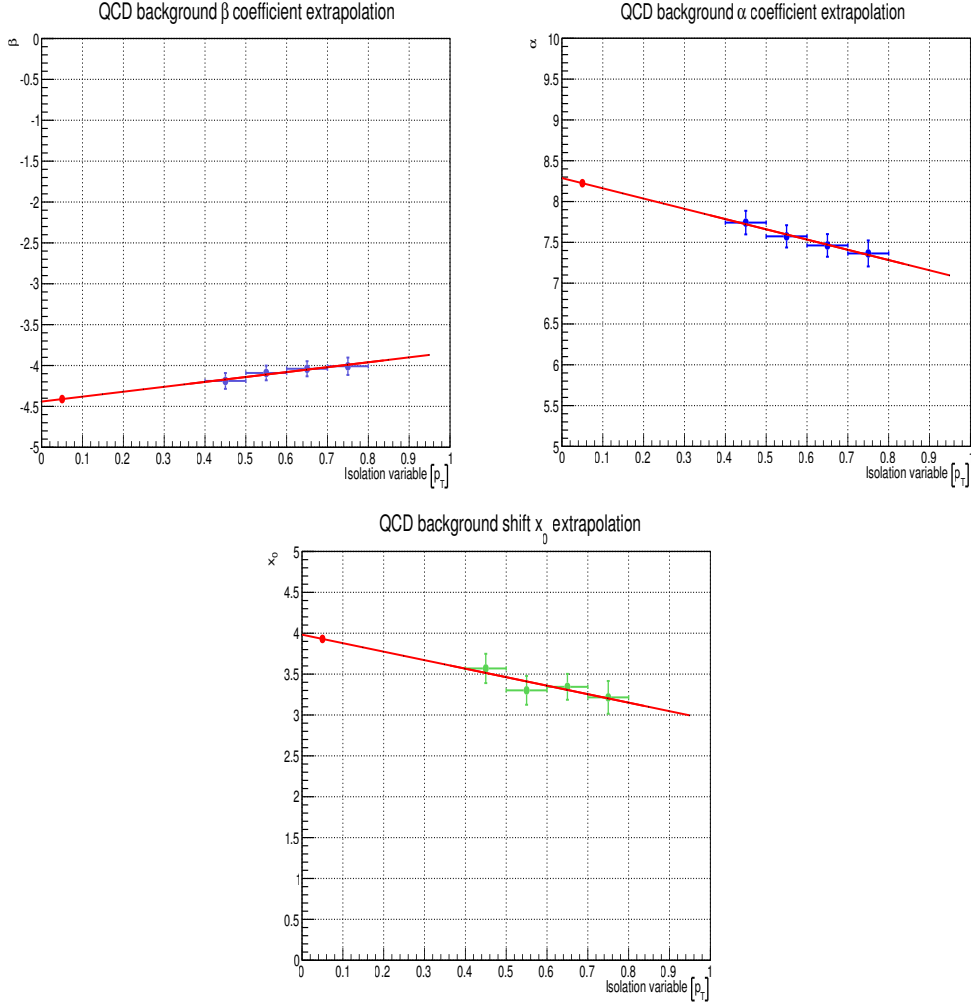 QCD background β coefficient extrapolation
β
0
-0.5
-1
-1.5
-2
-2.5
-3
-3.5
-4
-4.5
-5
0 0.1 0.2 0.3 0.4 0.5 0.6 0.7 0.8 0.9 1
Isolation variable [p_T]
QCD background α coefficient extrapolation
α
10
9.5
9
8.5
8
7.5
7
6.5
6
5.5
5
0 0.1 0.2 0.3 0.4 0.5 0.6 0.7 0.8 0.9 1
Isolation variable [p_T]
QCD background shift x_0 extrapolation
x_0
5
4.5
4
3.5
3
2.5
2
1.5
1
0.5
0
0 0.1 0.2 0.3 0.4 0.5 0.6 0.7 0.8 0.9 1
Isolation variable [p_T]